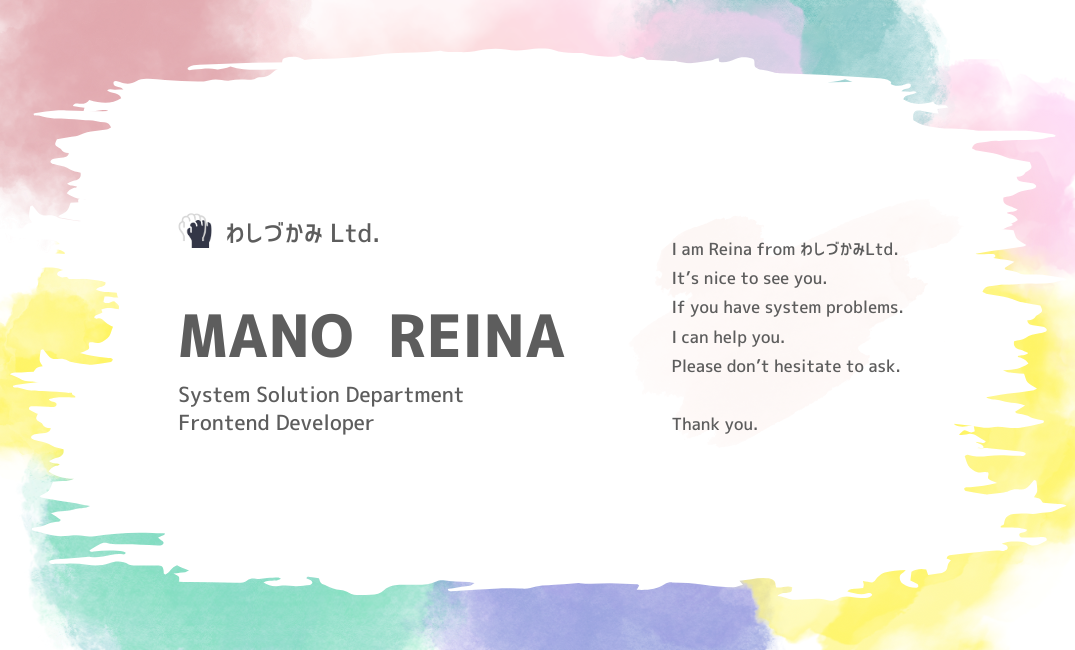 わしづかみ Ltd.
MANO REINA
System Solution Department
Frontend Developer
I am Reina from わしづかみLtd.
It’s nice to see you.
If you have system problems.
I can help you.
Please don’t hesitate to ask.
Thank you.